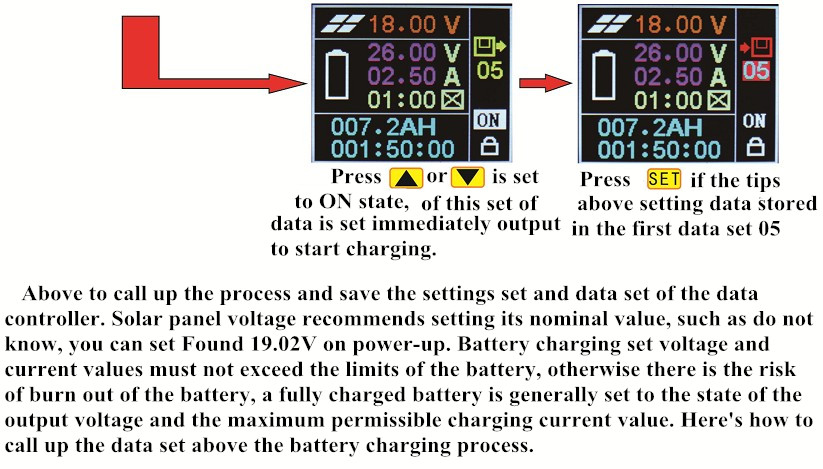 18.00 V
26.00 V
02.50 A
01:00
05
ON
007.2AH
001:50:00
18.00 V
26.00 V
02.50 A
01:00
05
ON
007.2AH
001:50:00
Press ▲ or ▼ is set
to ON state, of this set of
data is set immediately output
to start charging.
Press SET if the tips
above setting data stored
in the first data set 05
Above to call up the process and save the settings set and data set of the data
controller. Solar panel voltage recommends setting its nominal value, such as do not
know, you can set Found 19.02V on power-up. Battery charging set voltage and
current values must not exceed the limits of the battery, otherwise there is the risk
of burn out of the battery, a fully charged battery is generally set to the state of the
output voltage and the maximum permissible charging current value. Here's how to
call up the data set above the battery charging process.